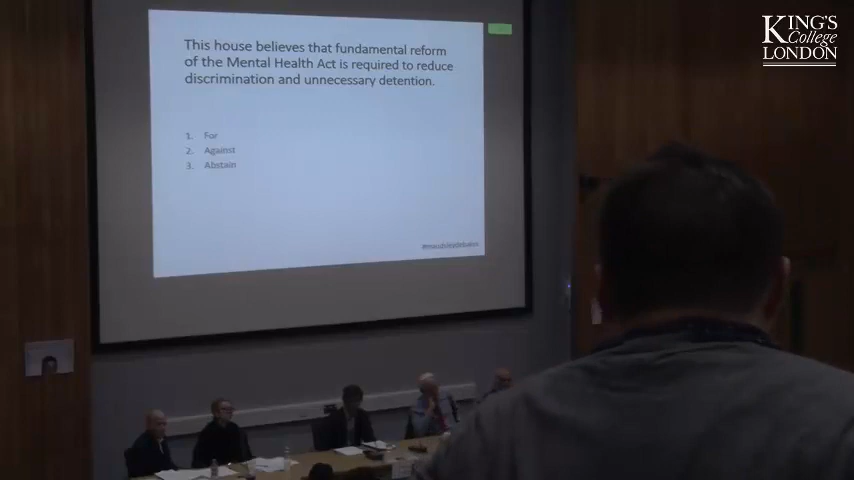 KING'S
College
LONDON
This house believes that fundamental reform
of the Mental Health Act is required to reduce
discrimination and unnecessary detention.
1. For
2. Against
3. Abstain
#maudsleydebates